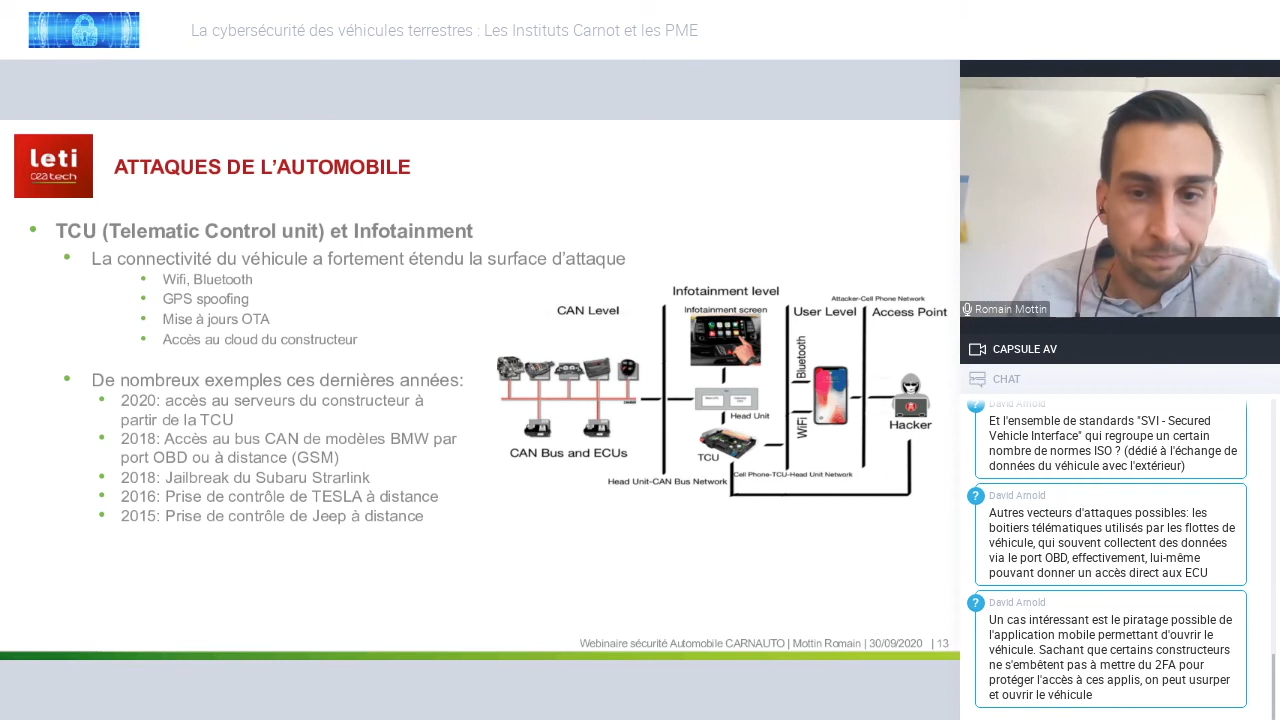 La cybersécurité des véhicules terrestres : Les Instituts Carnot et les PME
leti
cea tech
ATTAQUES DE L'AUTOMOBILE
• TCU (Telematic Control unit) et Infotainment
• La connectivité du véhicule a fortement étendu la surface d'attaque
• Wifi, Bluetooth
• GPS spoofing
• Mise à jours OTA
• Accès au cloud du constructeur
• De nombreux exemples ces dernières années:
• 2020: accès au serveurs du constructeur à
partir de la TCU
• 2018: Accès au bus CAN de modèles BMW par
port OBD ou à distance (GSM)
• 2018: Jailbreak du Subaru Strarlink
• 2016: Prise de contrôle de TESLA à distance
• 2015: Prise de contrôle de Jeep à distance
Infotainment level
Attacker-Cell Phone Network
CAN Level
Infotainment screen
User Level
Access Point
Bluetooth
WiFi
Head Unit
TCU
Hacker
CAN Bus and ECUs
Cell Phone-TCU-Head Unit Network
Head Unit-CAN Bus Network
Webinaire sécurité Automobile CARNAUTO | Mottin Romain | 30/09/2020 | 13
Romain Mottin
CAPSULE AV
CHAT
David Arnold
Et l'ensemble de standards "SVI - Secured
Vehicle Interface" qui regroupe un certain
nombre de normes ISO ? (dédié à l'échange de
données du véhicule avec l'extérieur)
? David Arnold
Autres vecteurs d'attaques possibles: les
boitiers télématiques utilisés par les flottes de
véhicule, qui souvent collectent des données
via le port OBD, effectivement, lui-même
pouvant donner un accès direct aux ECU
? David Arnold
Un cas intéressant est le piratage possible de
l'application mobile permettant d'ouvrir le
véhicule. Sachant que certains constructeurs
ne s'embêtent pas à mettre du 2FA pour
protéger l'accès à ces applis, on peut usurper
et ouvrir le véhicule